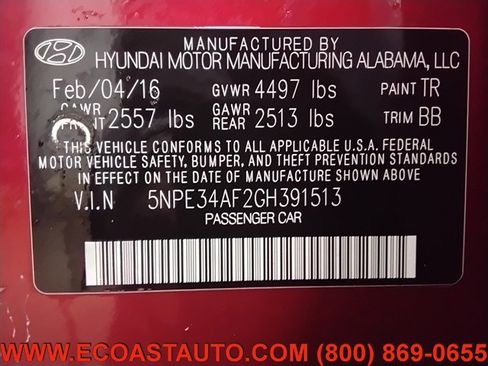 MANUFACTURED BY
HYUNDAI MOTOR MANUFACTURING ALABAMA, LLC
Feb/04/16 GVWR 4497 lbs PAINT TR
GAWR FRONT 2557 lbs GAWR REAR 2513 lbs TRIM BB
THIS VEHICLE CONFORMS TO ALL APPLICABLE U.S.A. FEDERAL
MOTOR VEHICLE SAFETY, BUMPER, AND THEFT PREVENTION STANDARDS
IN EFFECT ON THE DATE OF MANUFACTURE SHOWN ABOVE.
V.I.N 5NPE34AF2GH391513
PASSENGER CAR
WWW.ECOASTAUTO.COM (800) 869-0655